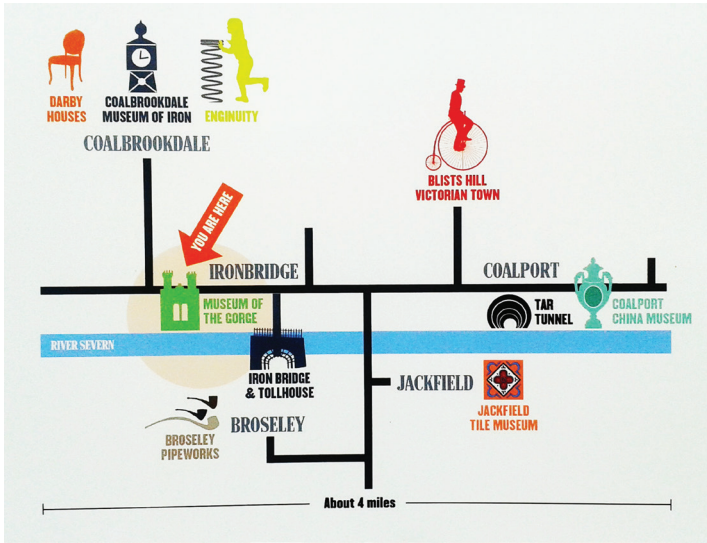 DARBY
HOUSES
COALBROOKDALE
MUSEUM OF IRON
ENGINUITY
COALBROOKDALE
BLISTS HILL
VICTORIAN TOWN
YOU ARE HERE
IRONBRIDGE
COALPORT
MUSEUM OF
THE GORGE
TAR
TUNNEL
COALPORT
CHINA MUSEUM
RIVER SEVERN
IRON BRIDGE
& TOLLHOUSE
JACKFIELD
JACKFIELD
TILE MUSEUM
BROSELEY
BROSELEY
PIPEWORKS
About 4 miles